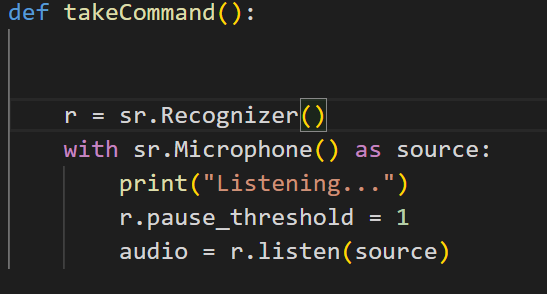 def takeCommand():
    r = sr.Recognizer()
    with sr.Microphone() as source:
        print("Listening...")
        r.pause_threshold = 1
        audio = r.listen(source)